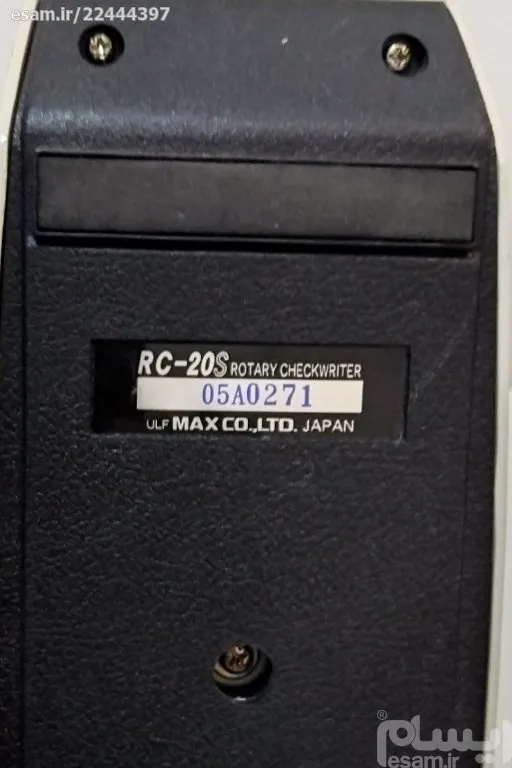 esam.ir/22444397
RC-20S ROTARY CHECKWRITER
05A0271
ULF MAX CO.,LTD. JAPAN
ایسام®
esam.ir